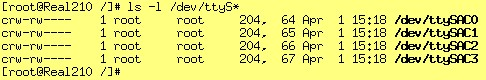 [root@Real210 /]# ls -l /dev/ttyS*
crw-rw---- 1 root root 204, 64 Apr 1 15:18 /dev/ttySAC0
crw-rw---- 1 root root 204, 65 Apr 1 15:18 /dev/ttySAC1
crw-rw---- 1 root root 204, 66 Apr 1 15:18 /dev/ttySAC2
crw-rw---- 1 root root 204, 67 Apr 1 15:18 /dev/ttySAC3
[root@Real210 /]#